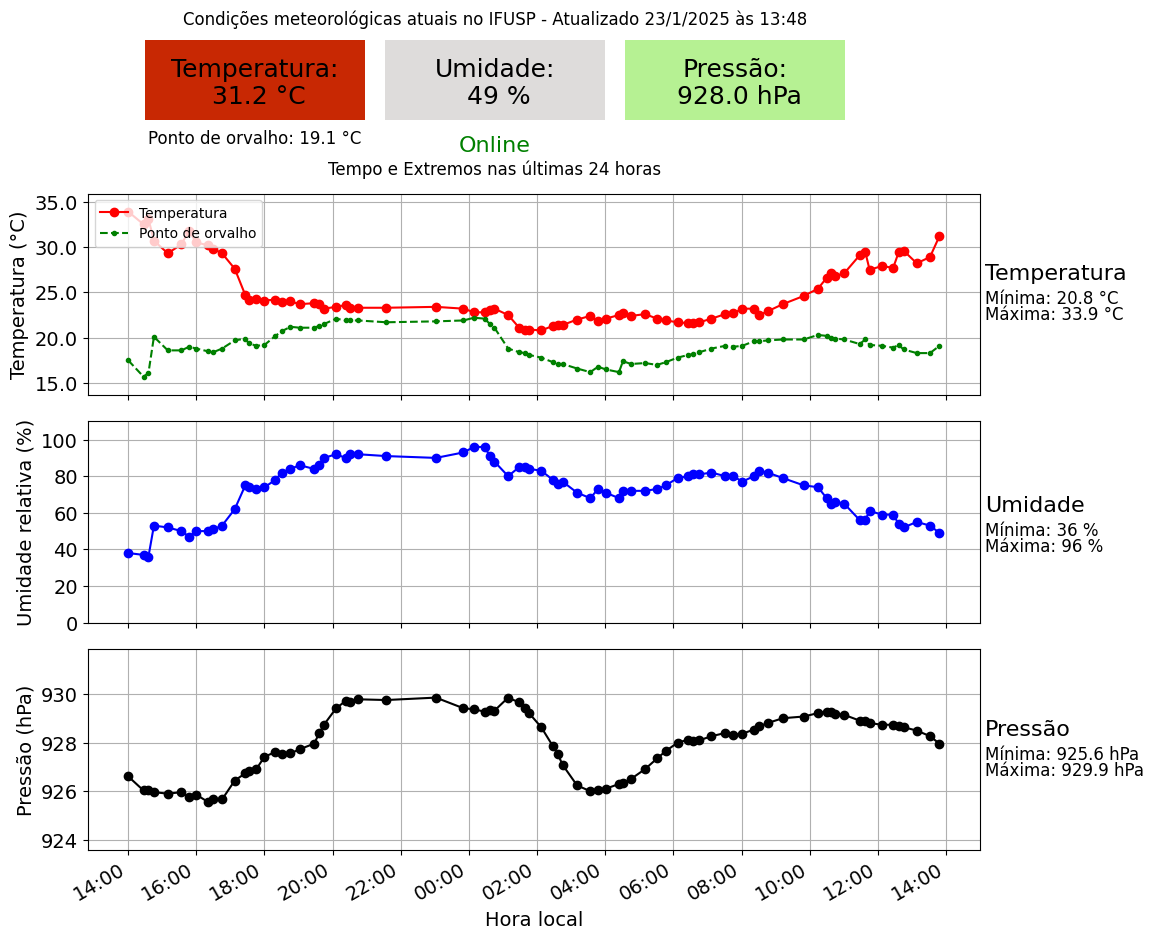 Condições meteorológicas atuais no IFUSP - Atualizado 23/1/2025 às 13:48
Temperatura:
31.2 °C
Umidade:
49 %
Pressão:
928.0 hPa
Ponto de orvalho: 19.1 °C
Online
Tempo e Extremos nas últimas 24 horas
Temperatura (°C)
35.0
30.0
25.0
20.0
15.0
Temperatura
Ponto de orvalho
Temperatura
Mínima: 20.8 °C
Máxima: 33.9 °C
Umidade relativa (%)
100
80
60
40
20
0
Umidade
Mínima: 36 %
Máxima: 96 %
Pressão (hPa)
930
928
926
924
Pressão
Mínima: 925.6 hPa
Máxima: 929.9 hPa
14:00 16:00 18:00 20:00 22:00 00:00 02:00 04:00 06:00 08:00 10:00 12:00 14:00
Hora local